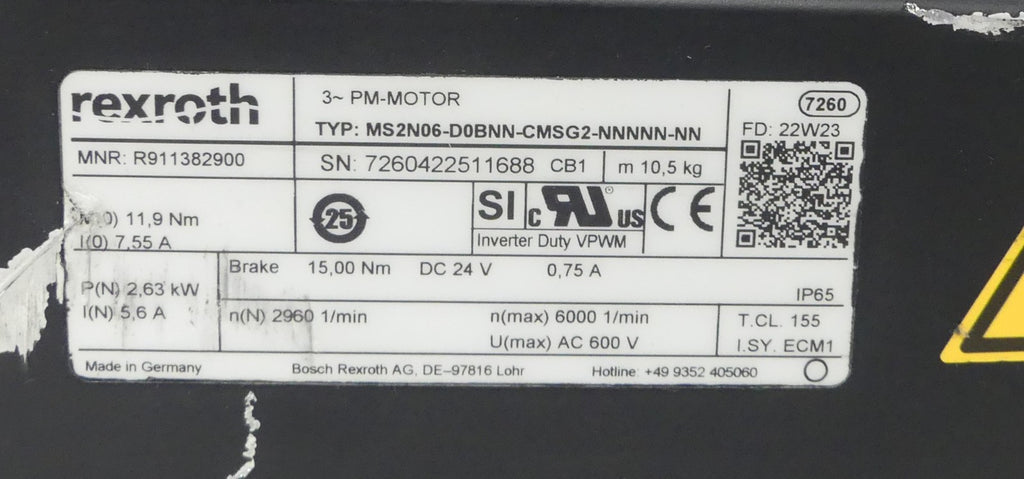 rexroth
3~ PM-MOTOR
7260
TYP: MS2N06-D0BNN-CMSG2-NNNNN-NN
FD: 22W23
MNR: R911382900
SN: 7260422511688 CB1
m 10,5 kg
M(0) 11,9 Nm
I(0) 7,55 A
25
SI
c RU US
CE
Inverter Duty VPWM
Brake 15,00 Nm DC 24 V 0,75 A
P(N) 2,63 kW
I(N) 5,6 A
IP65
n(N) 2960 1/min
n(max) 6000 1/min
U(max) AC 600 V
T.CL. 155
I.SY. ECM1
Made in Germany
Bosch Rexroth AG, DE-97816 Lohr
Hotline: +49 9352 405060